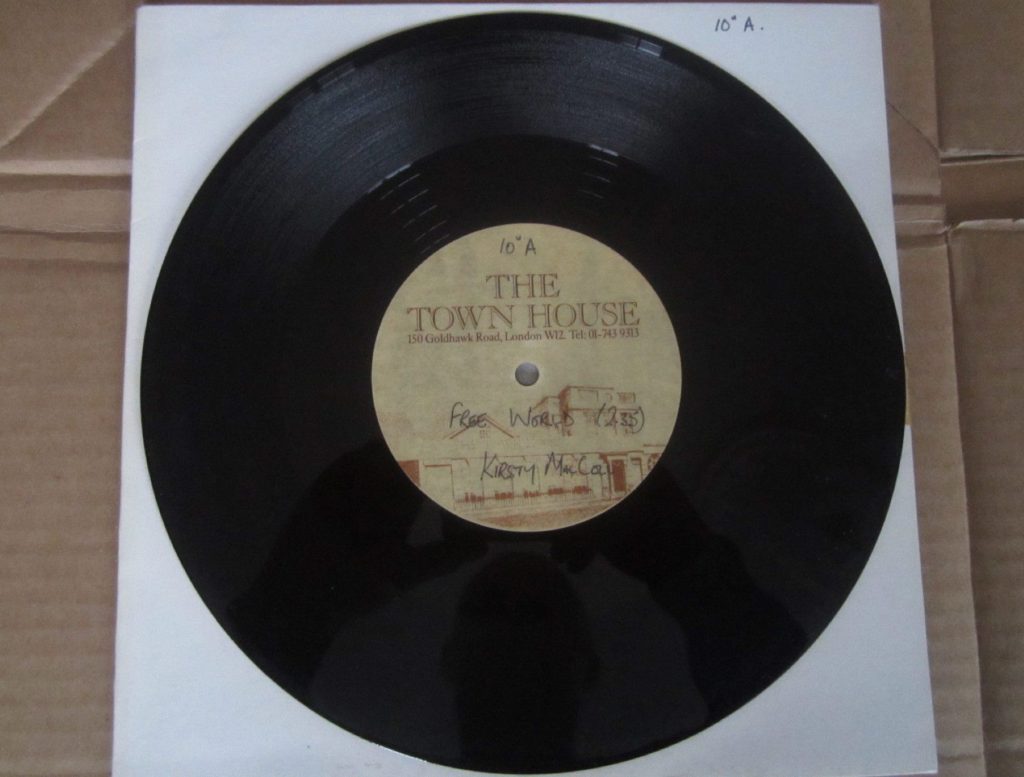 10" A.
10" A
THE
TOWN HOUSE
150 Goldhawk Road, London W12. Tel: 01-743 9313
FREE WORLD (2.35)
KIRSTY MacColl